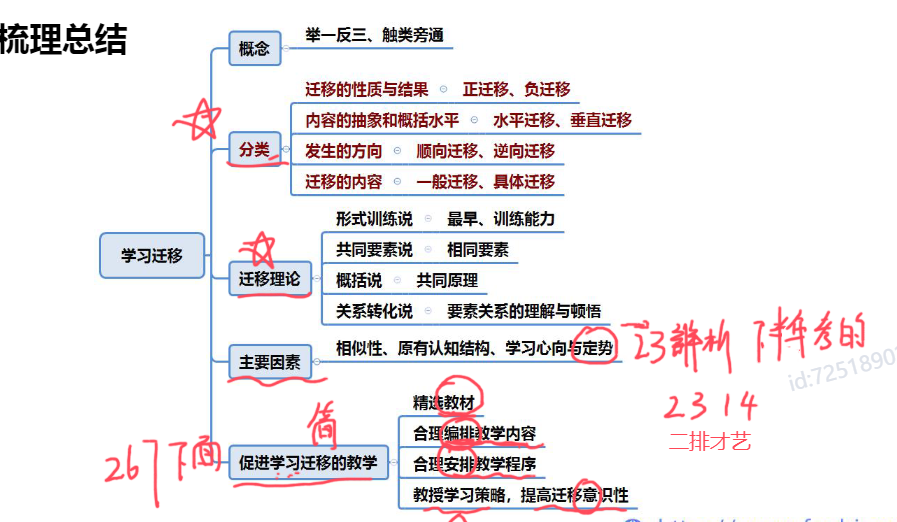 梳理总结
概念
举一反三、触类旁通
分类
迁移的性质与结果 正迁移、负迁移
内容的抽象和概括水平 水平迁移、垂直迁移
发生的方向 顺向迁移、逆向迁移
迁移的内容 一般迁移、具体迁移
学习迁移
迁移理论
形式训练说 最早、训练能力
共同要素说 相同要素
概括说 共同原理
关系转化说 要素关系的理解与顿悟
主要因素
相似性、原有认知结构、学习心向与定势
23辨析 下半年考的
id:7251890
2314
二排才艺
简
267下面
促进学习迁移的教学
精选教材
合理编排教学内容
合理安排教学程序
教授学习策略，提高迁移意识性